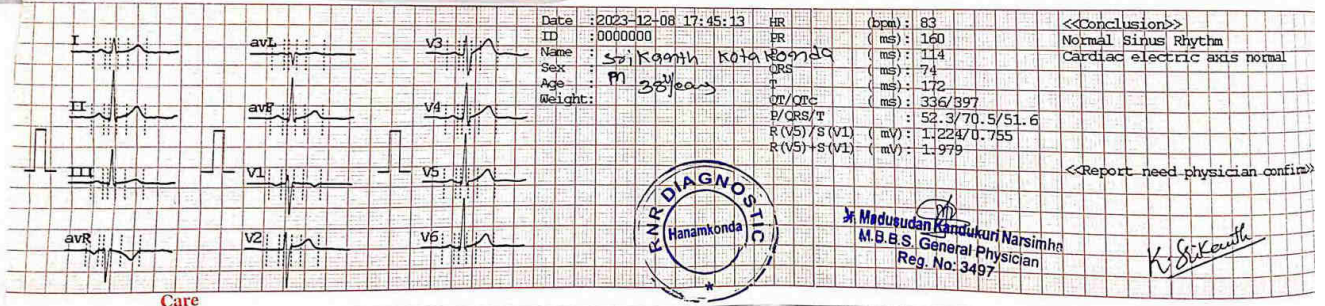 I
avL
V3
II
avF
V4
III
V1
V5
avR
V2
V6
Date :2023-12-08 17:45:13
ID :0000000
Name : Srikanth Kotakonda
Sex : M
Age : 38 years
Weight:
HR (bpm): 83
PR ( ms): 160
P ( ms): 114
QRS ( ms): 74
T ( ms): 172
QT/QTc ( ms): 336/397
P/QRS/T : 52.3/70.5/51.6
R(V5)/S(V1) ( mV): 1.224/0.755
R(V5)+S(V1) ( mV): 1.979
<<Conclusion>>
Normal Sinus Rhythm
Cardiac electric axis normal
<<Report need physician confirm>>
RNR DIAGNOSTIC
Hanamkonda
*
Madusudan Kandukuri Narsimha
M.B.B.S. General Physician
Reg. No: 3497
K. Srikanth
Care